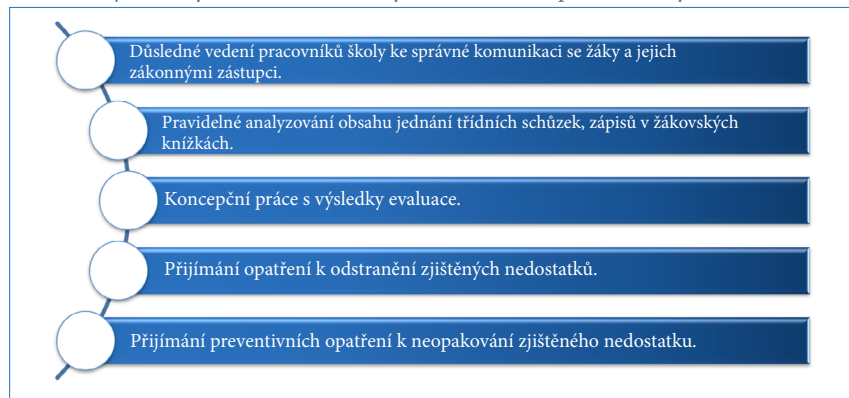 Důsledné vedení pracovníků školy ke správné komunikaci se žáky a jejich
zákonnými zástupci.
Pravidelné analyzování obsahu jednání třídních schůzek, zápisů v žákovských
knížkách.
Koncepční práce s výsledky evaluace.
Přijímání opatření k odstranění zjištěných nedostatků.
Přijímání preventivních opatření k neopakování zjištěného nedostatku.